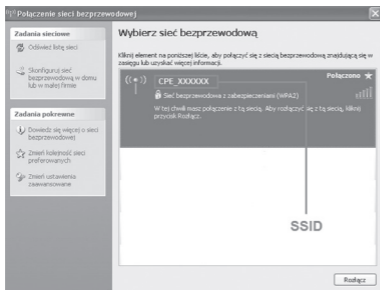 Połączenie sieci bezprzewodowej
Zadania sieciowe
Odśwież listę sieci
Skonfiguruj sieć
bezprzewodową w domu
lub w małej firmie
Zadania pokrewne
Dowiedz się więcej o sieci
bezprzewodowej
Zmień kolejność sieci
preferowanych
Zmień ustawienia
zaawansowane
Wybierz sieć bezprzewodową
Kliknij element na poniższej liście, aby połączyć się z siecią bezprzewodową znajdującą się w
zasięgu lub uzyskać więcej informacji.
CPE_XXXXXX
Połączono
Sieć bezprzewodowa z zabezpieczeniami (WPA2)
W tej chwili masz połączenie z tą siecią. Aby rozłączyć się z tą siecią, kliknij
przycisk Rozłącz.
SSID
Rozłącz